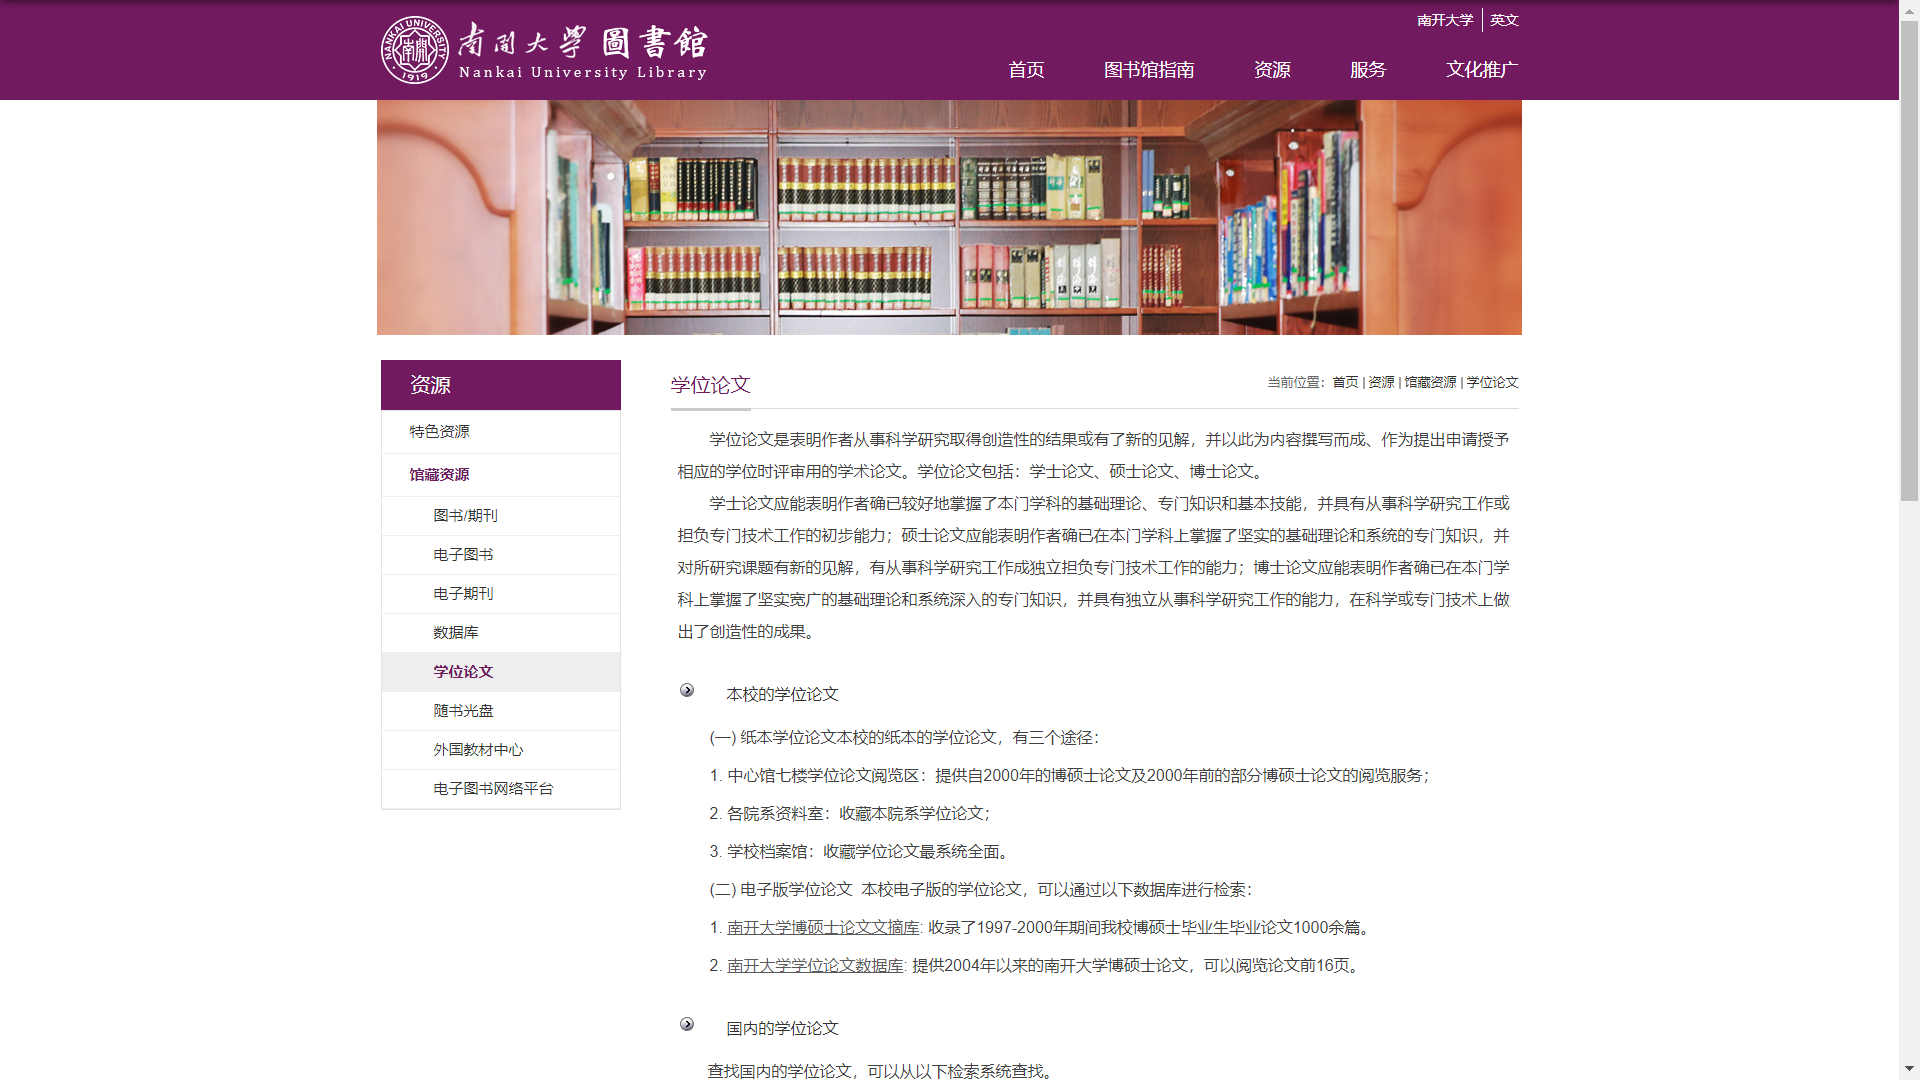 南开大学 英文
NANKAI UNIVERSITY
1919
南開大學 圖書館
Nankai University Library
首页 图书馆指南 资源 服务 文化推广
资源
特色资源
馆藏资源
图书/期刊
电子图书
电子期刊
数据库
学位论文
随书光盘
外国教材中心
电子图书网络平台
学位论文
当前位置：首页 | 资源 | 馆藏资源 | 学位论文
学位论文是表明作者从事科学研究取得创造性的结果或有了新的见解，并以此为内容撰写而成、作为提出申请授予
相应的学位时评审用的学术论文。学位论文包括：学士论文、硕士论文、博士论文。
学士论文应能表明作者确已较好地掌握了本门学科的基础理论、专门知识和基本技能，并具有从事科学研究工作或
担负专门技术工作的初步能力；硕士论文应能表明作者确已在本门学科上掌握了坚实的基础理论和系统的专门知识，并
对所研究课题有新的见解，有从事科学研究工作成独立担负专门技术工作的能力；博士论文应能表明作者确已在本门学
科上掌握了坚实宽广的基础理论和系统深入的专门知识，并具有独立从事科学研究工作的能力，在科学或专门技术上做
出了创造性的成果。
本校的学位论文
(一) 纸本学位论文本校的纸本的学位论文，有三个途径：
1. 中心馆七楼学位论文阅览区：提供自2000年的博硕士论文及2000年前的部分博硕士论文的阅览服务；
2. 各院系资料室：收藏本院系学位论文；
3. 学校档案馆：收藏学位论文最系统全面。
(二) 电子版学位论文 本校电子版的学位论文，可以通过以下数据库进行检索：
1. 南开大学博硕士论文文摘库: 收录了1997-2000年期间我校博硕士毕业生毕业论文1000余篇。
2. 南开大学学位论文数据库: 提供2004年以来的南开大学博硕士论文，可以阅览论文前16页。
国内的学位论文
查找国内的学位论文，可以从以下检索系统查找。